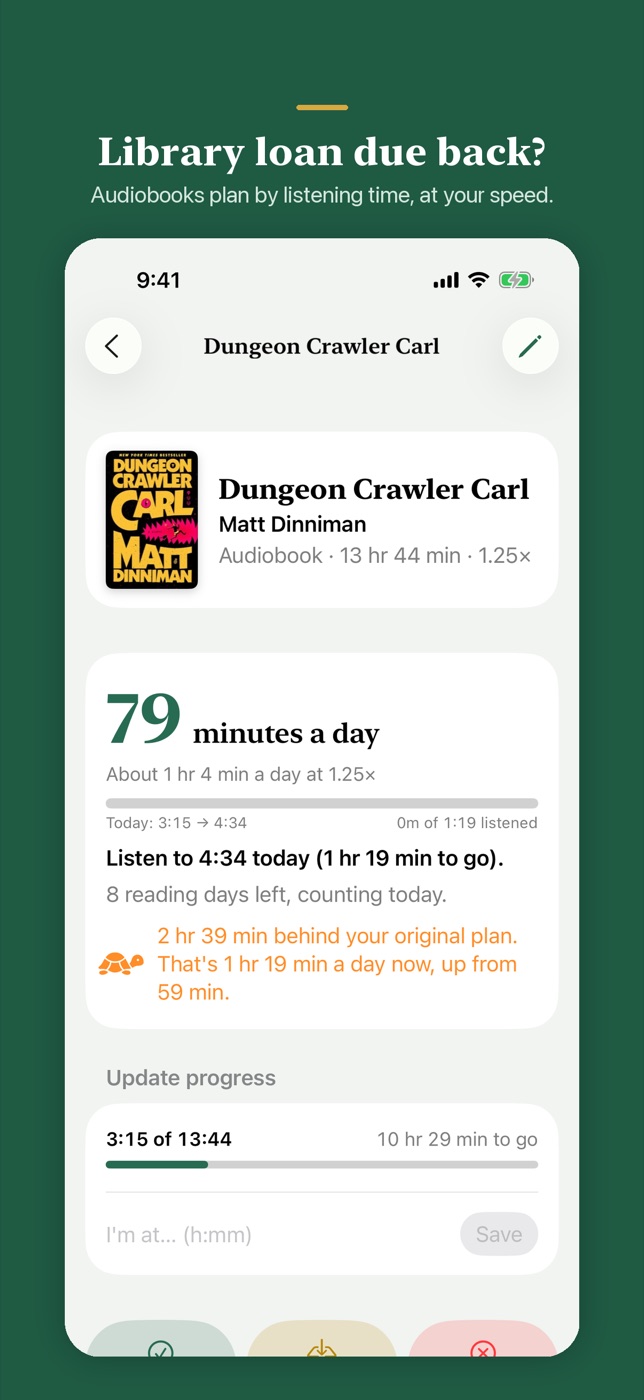 Library loan due back?
Audiobooks plan by listening time, at your speed.
9:41
Dungeon Crawler Carl
NEW YORK TIMES BESTSELLER
DUNGEON
CRAWLER
CARL
MATT
DINNIMAN
Dungeon Crawler Carl
Matt Dinniman
Audiobook · 13 hr 44 min · 1.25×
79 minutes a day
About 1 hr 4 min a day at 1.25×
Today: 3:15 → 4:34
0m of 1:19 listened
Listen to 4:34 today (1 hr 19 min to go).
8 reading days left, counting today.
2 hr 39 min behind your original plan.
That's 1 hr 19 min a day now, up from
59 min.
Update progress
3:15 of 13:44
10 hr 29 min to go
I'm at... (h:mm)
Save